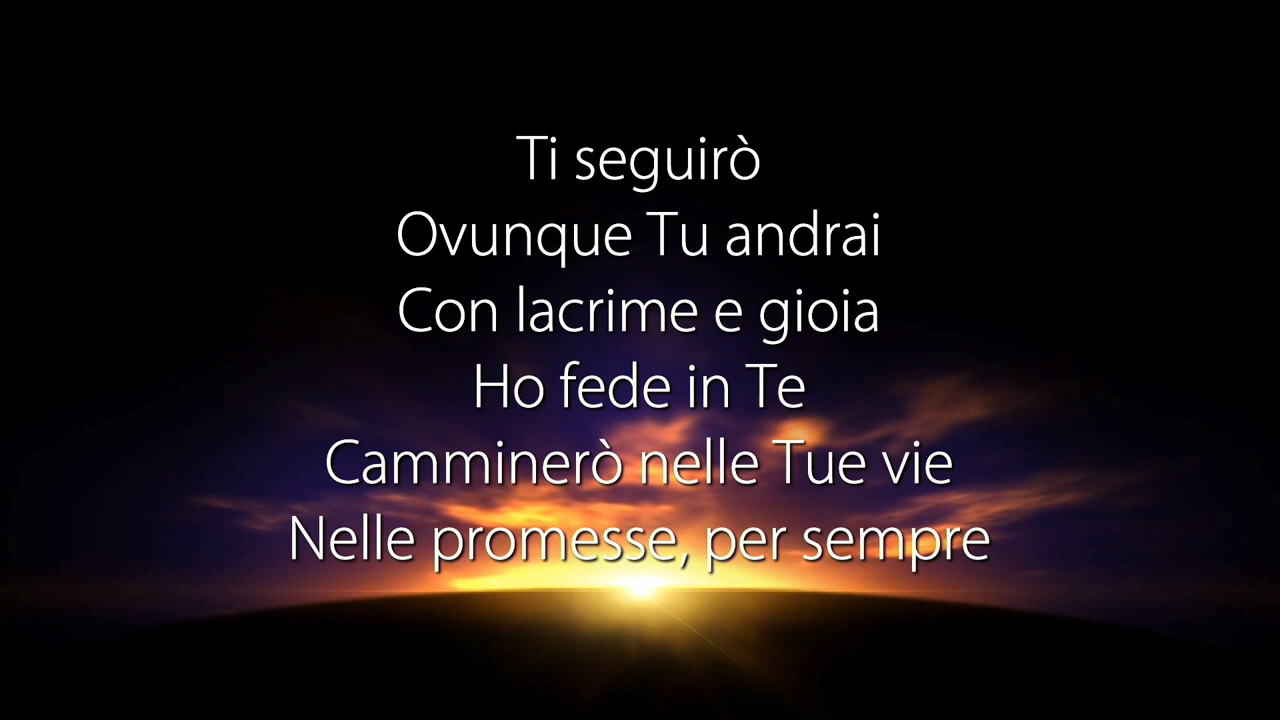 Ti seguirò
Ovunque Tu andrai
Con lacrime e gioia
Ho fede in Te
Camminerò nelle Tue vie
Nelle promesse, per sempre